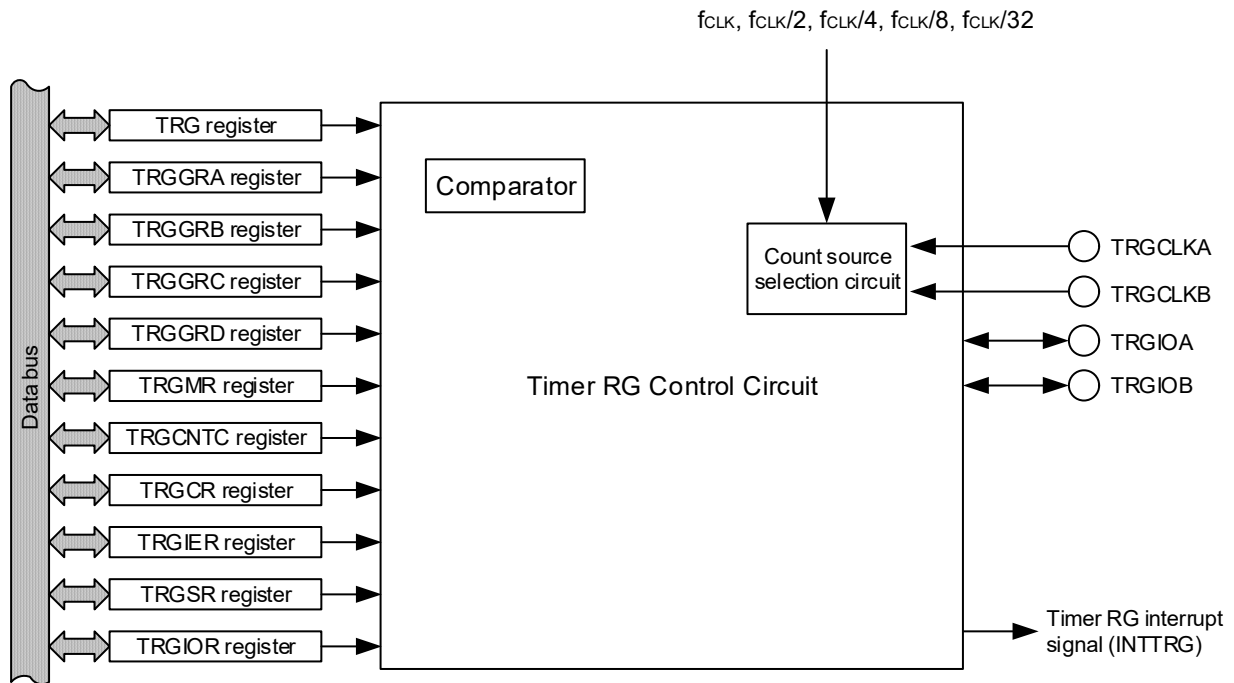 fCLK, fCLK/2, fCLK/4, fCLK/8, fCLK/32
Data bus
TRG register
TRGGRA register
TRGGRB register
TRGGRC register
TRGGRD register
TRGMR register
TRGCNTC register
TRGCR register
TRGIER register
TRGSR register
TRGIOR register
Comparator
Count source
selection circuit
Timer RG Control Circuit
TRGCLKA
TRGCLKB
TRGIOA
TRGIOB
Timer RG interrupt
signal (INTTRG)